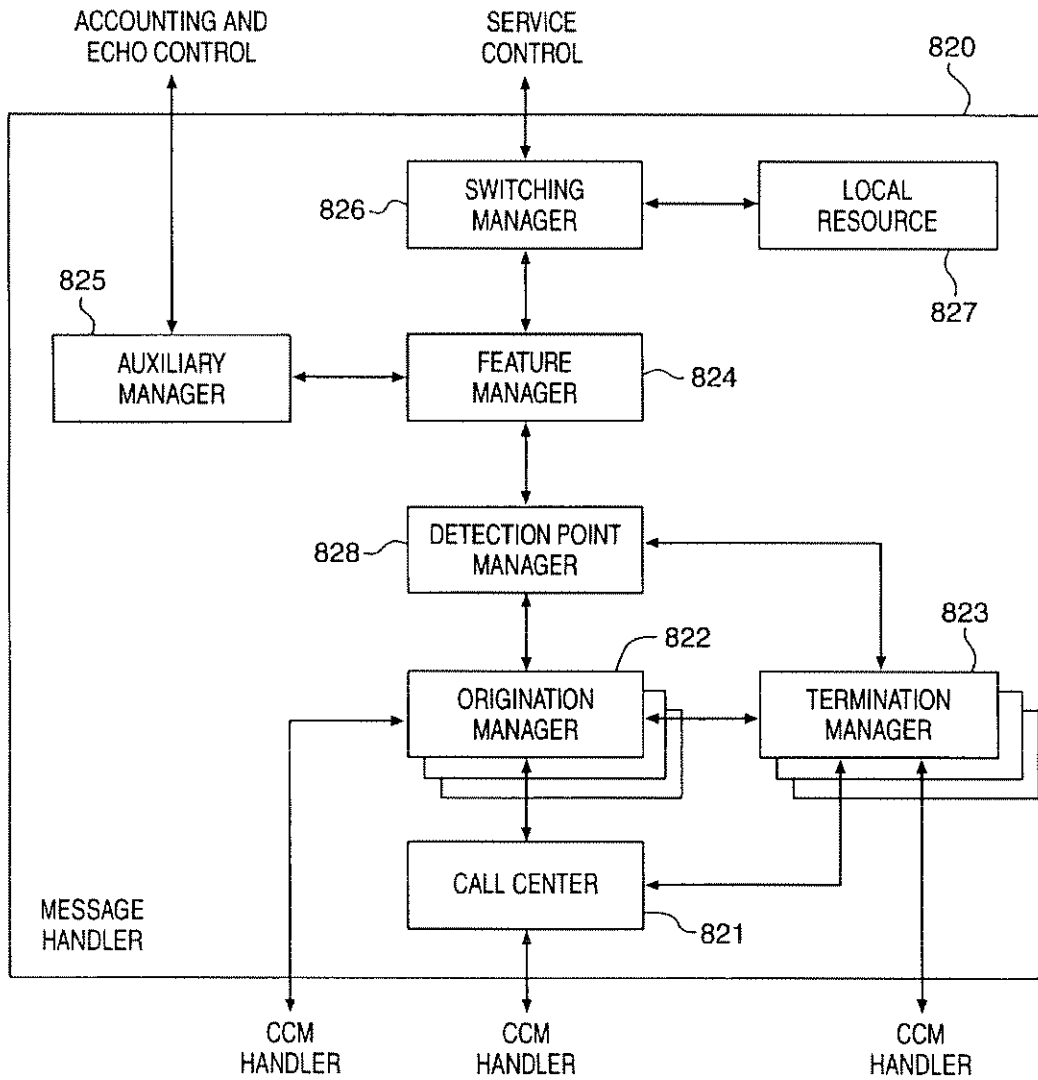 ACCOUNTING AND
ECHO CONTROL
SERVICE
CONTROL
820
SWITCHING
MANAGER
826
LOCAL
RESOURCE
827
825
AUXILIARY
MANAGER
FEATURE
MANAGER
824
DETECTION POINT
MANAGER
828
822
823
ORIGINATION
MANAGER
TERMINATION
MANAGER
CALL CENTER
821
MESSAGE
HANDLER
CCM
HANDLER
CCM
HANDLER
CCM
HANDLER